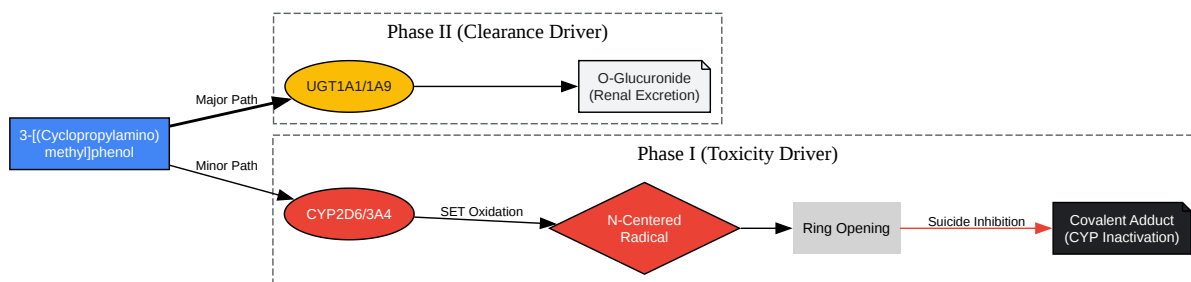 Phase II (Clearance Driver)
UGT1A1/1A9
O-Glucuronide
(Renal Excretion)
Major Path
3-[(Cyclopropylamino)
methyl]phenol
Minor Path
Phase I (Toxicity Driver)
CYP2D6/3A4
SET Oxidation
N-Centered
Radical
Ring Opening
Suicide Inhibition
Covalent Adduct
(CYP Inactivation)